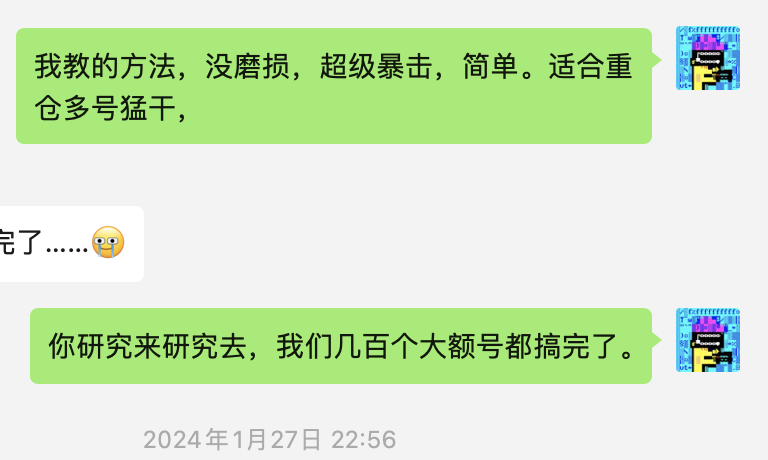 我教的方法，没磨损，超级暴击，简单。适合重
仓多号猛干，
完了……
你研究来研究去，我们几百个大额号都搞完了。
2024年1月27日 22:56